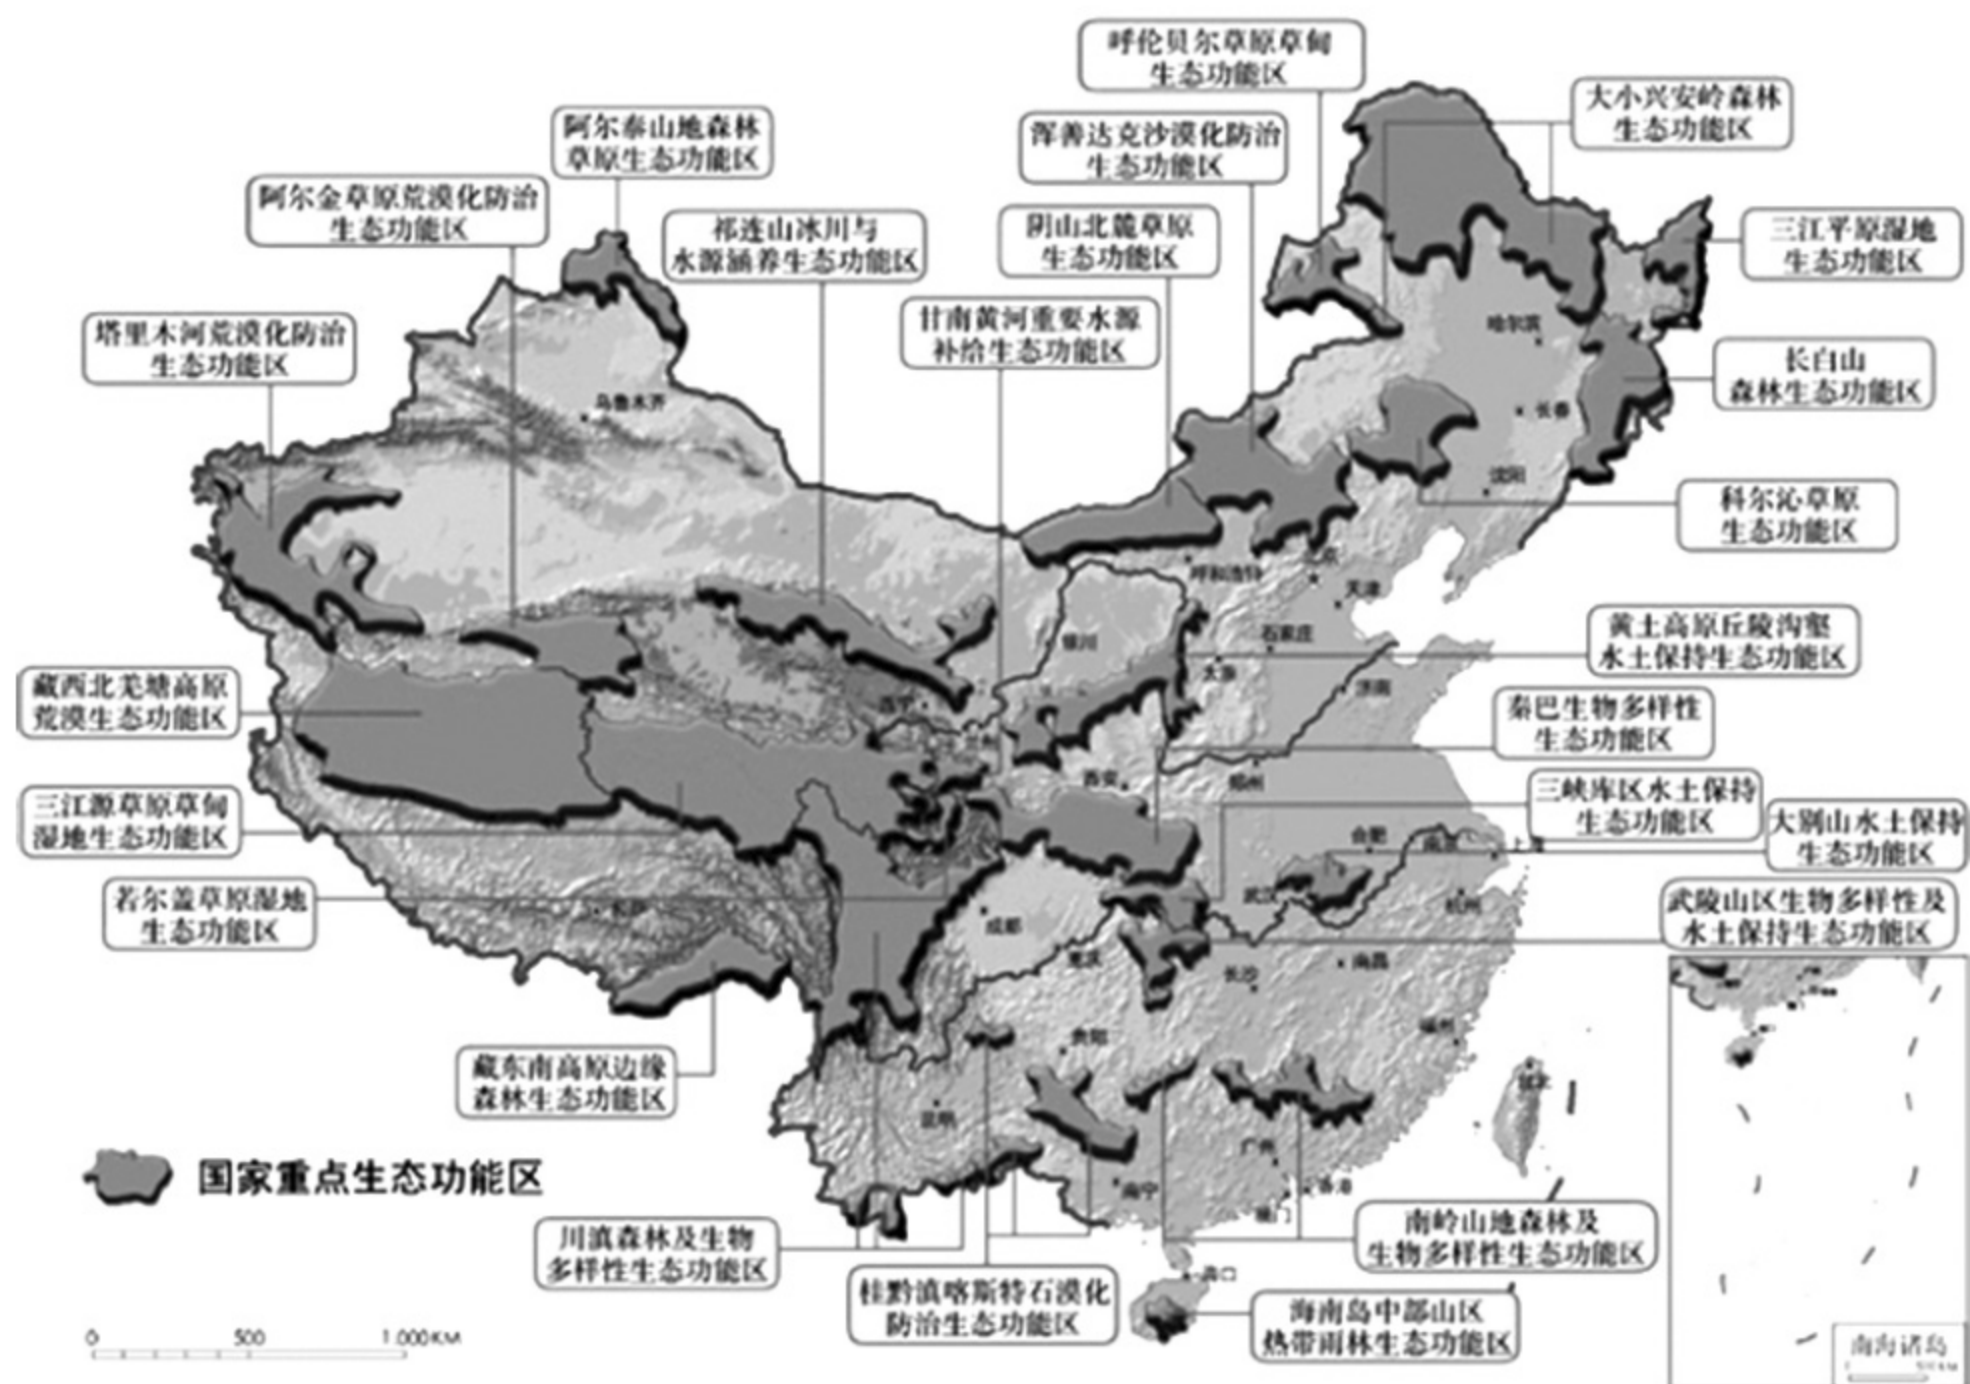 呼伦贝尔草原草甸
生态功能区
大小兴安岭森林
生态功能区
阿尔泰山地森林
草原生态功能区
浑善达克沙漠化防治
生态功能区
阿尔金草原荒漠化防治
生态功能区
祁连山冰川与
水源涵养生态功能区
阴山北麓草原
生态功能区
三江平原湿地
生态功能区
塔里木河荒漠化防治
生态功能区
甘南黄河重要水源
补给生态功能区
长白山
森林生态功能区
科尔沁草原
生态功能区
黄土高原丘陵沟壑
水土保持生态功能区
藏西北羌塘高原
荒漠生态功能区
秦巴生物多样性
生态功能区
三江源草原草甸
湿地生态功能区
三峡库区水土保持
生态功能区
大别山水土保持
生态功能区
若尔盖草原湿地
生态功能区
武陵山区生物多样性及
水土保持生态功能区
藏东南高原边缘
森林生态功能区
川滇森林及生物
多样性生态功能区
桂黔滇喀斯特石漠化
防治生态功能区
南岭山地森林及
生物多样性生态功能区
海南岛中部山区
热带雨林生态功能区
哈尔滨
乌鲁木齐
长春
沈阳
北京
呼和浩特
天津
石家庄
银川
太原
济南
西宁
兰州
西安
郑州
合肥
南京
上海
武汉
杭州
拉萨
成都
重庆
长沙
南昌
贵阳
福州
台北
昆明
广州
南宁
香港
澳门
海口
国家重点生态功能区
0 500 1,000KM
南海诸岛